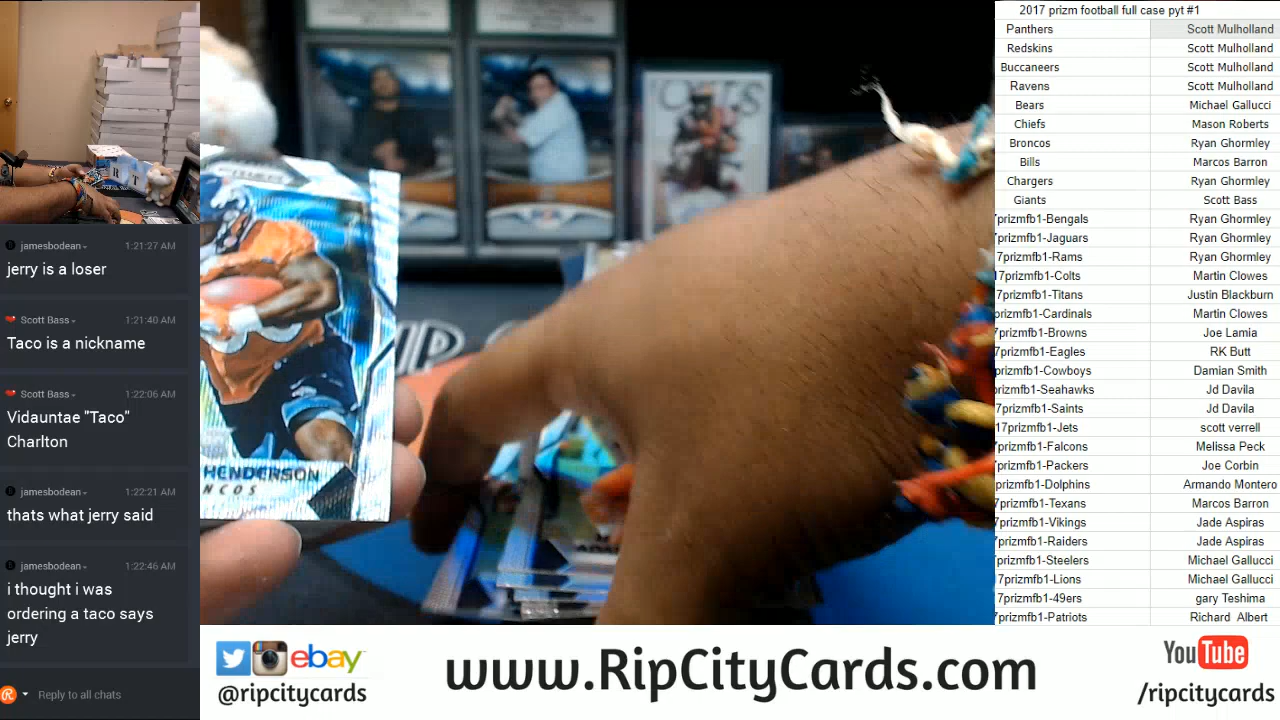 2017 prizm football full case pyt #1
Panthers Scott Mulholland
Redskins Scott Mulholland
Buccaneers Scott Mulholland
Ravens Scott Mulholland
Bears Michael Gallucci
Chiefs Mason Roberts
Broncos Ryan Ghormley
Bills Marcos Barron
Chargers Ryan Ghormley
Giants Scott Bass
7prizmfb1-Bengals Ryan Ghormley
7prizmfb1-Jaguars Ryan Ghormley
7prizmfb1-Rams Ryan Ghormley
17prizmfb1-Colts Martin Clowes
7prizmfb1-Titans Justin Blackburn
prizmfb1-Cardinals Martin Clowes
7prizmfb1-Browns Joe Lamia
7prizmfb1-Eagles RK Butt
prizmfb1-Cowboys Damian Smith
prizmfb1-Seahawks Jd Davila
7prizmfb1-Saints Jd Davila
17prizmfb1-Jets scott verrell
7prizmfb1-Falcons Melissa Peck
prizmfb1-Packers Joe Corbin
prizmfb1-Dolphins Armando Montero
7prizmfb1-Texans Marcos Barron
7prizmfb1-Vikings Jade Aspiras
7prizmfb1-Raiders Jade Aspiras
prizmfb1-Steelers Michael Gallucci
7prizmfb1-Lions Michael Gallucci
7prizmfb1-49ers gary Teshima
7prizmfb1-Patriots Richard Albert
jamesbodean 1:21:27 AM
jerry is a loser
Scott Bass 1:21:40 AM
Taco is a nickname
Scott Bass 1:22:06 AM
Vidauntae "Taco"
Charlton
jamesbodean 1:22:21 AM
thats what jerry said
jamesbodean 1:22:46 AM
i thought i was
ordering a taco says
jerry
Reply to all chats
HENDERSON
NCOS
IP
ebay
@ripcitycards
www.RipCityCards.com
YouTube
/ripcitycards